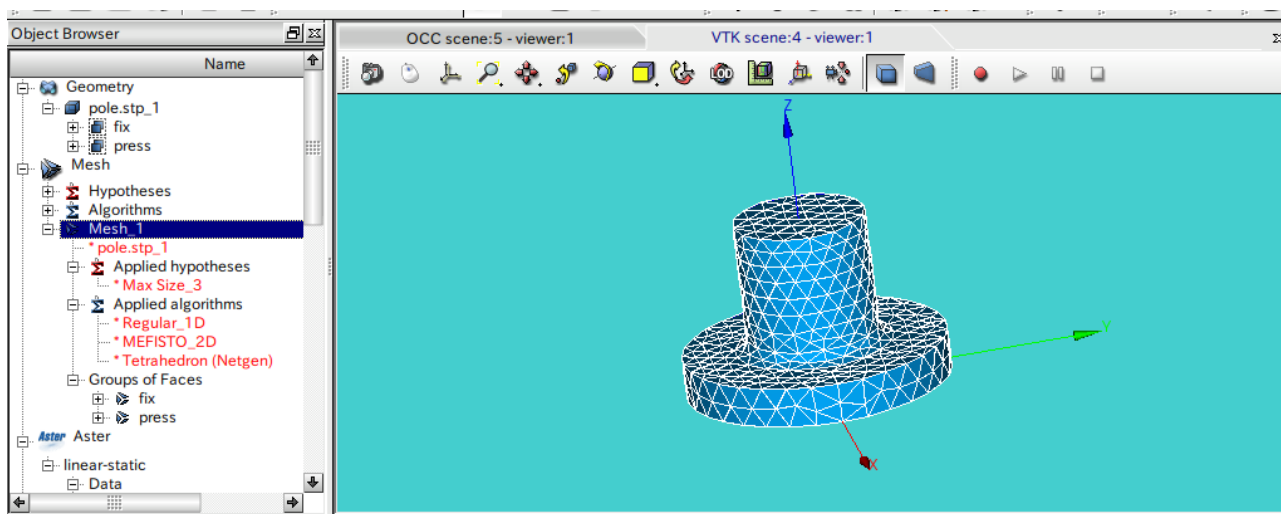 Object Browser
OCC scene:5 - viewer:1
VTK scene:4 - viewer:1
Name
Geometry
pole.stp_1
fix
press
Mesh
Hypotheses
Algorithms
Mesh_1
* pole.stp_1
Applied hypotheses
* Max Size_3
Applied algorithms
* Regular_1D
* MEFISTO_2D
* Tetrahedron (Netgen)
Groups of Faces
fix
press
Aster Aster
linear-static
Data
LOD
Z
Y
X